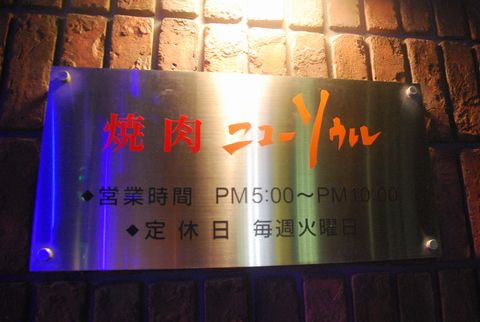 焼肉 ニューソウル
◆営業時間 PM5:00〜PM10:00
◆定休日 毎週火曜日